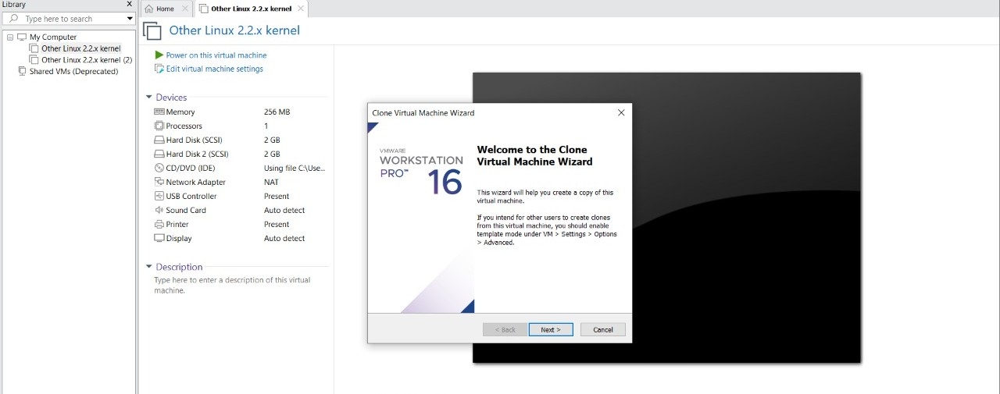 Library X
Type here to search
My Computer
Other Linux 2.2.x kernel
Other Linux 2.2.x kernel (2)
Shared VMs (Deprecated)
Home
Other Linux 2.2.x kernel
Other Linux 2.2.x kernel
Power on this virtual machine
Edit virtual machine settings
Devices
Memory 256 MB
Processors 1
Hard Disk (SCSI) 2 GB
Hard Disk 2 (SCSI) 2 GB
CD/DVD (IDE) Using file C:\Use...
Network Adapter NAT
USB Controller Present
Sound Card Auto detect
Printer Present
Display Auto detect
Description
Type here to enter a description of this virtual
machine.
Clone Virtual Machine Wizard
VMWARE
WORKSTATION
PRO™ 16
Welcome to the Clone
Virtual Machine Wizard
This wizard will help you create a copy of this
virtual machine.
If you intend for other users to create clones
from this virtual machine, you should enable
template mode under VM > Settings > Options
> Advanced.
< Back Next > Cancel